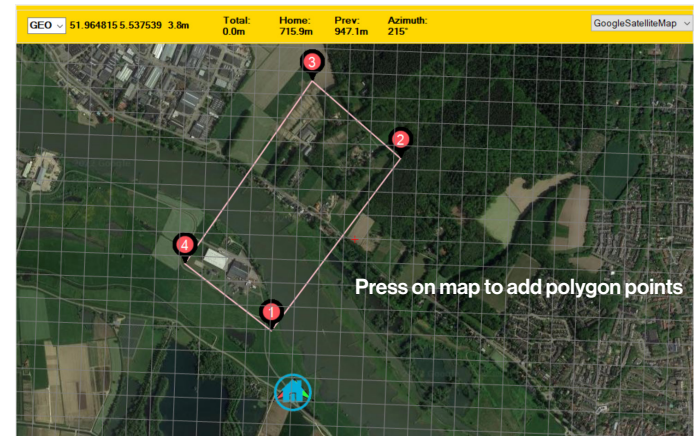 GEO 51.964815 5.537539 3.8m
Total: 0.0m
Home: 715.9m
Prev: 947.1m
Azimuth: 215°
GoogleSatelliteMap
3
2
4
Press on map to add polygon points
1